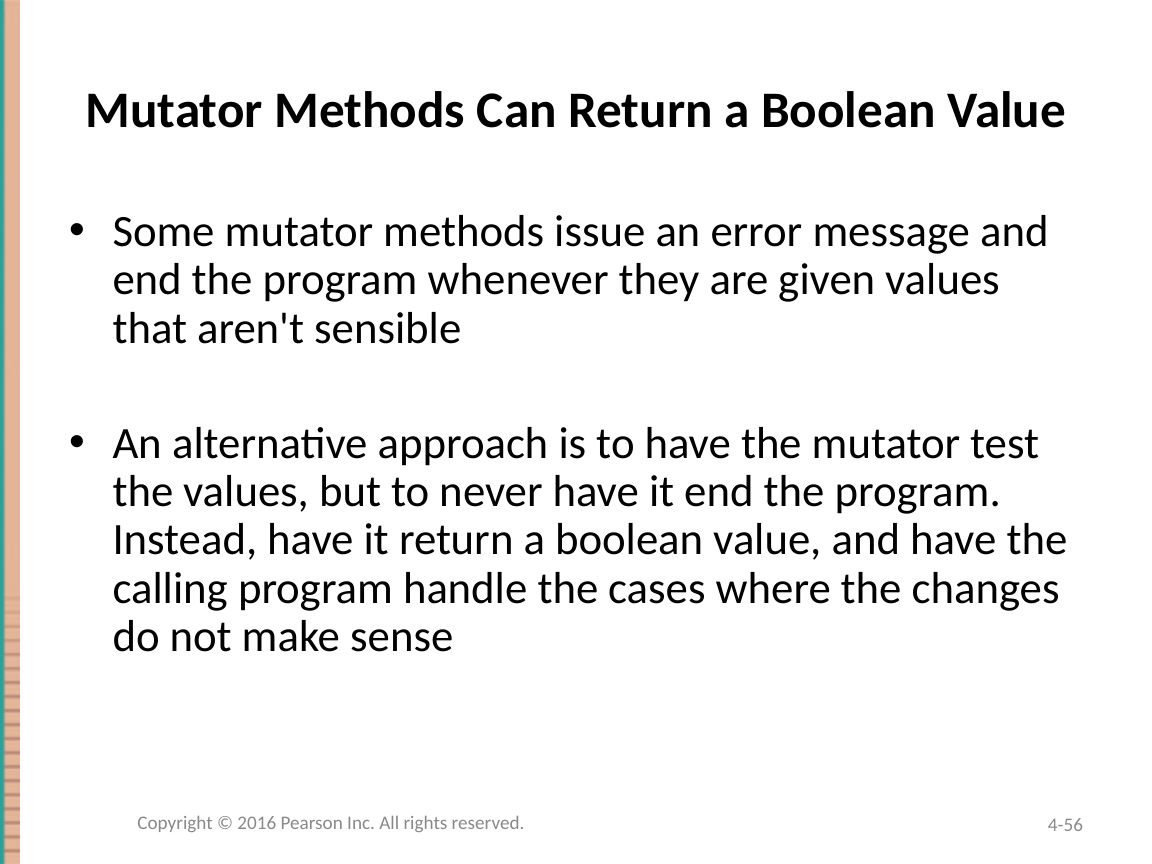 Mutator Methods Can Return a Boolean Value
• Some mutator methods issue an error message and
end the program whenever they are given values
that aren't sensible
• An alternative approach is to have the mutator test
the values, but to never have it end the program.
Instead, have it return a boolean value, and have the
calling program handle the cases where the changes
do not make sense
Copyright © 2016 Pearson Inc. All rights reserved.
4-56